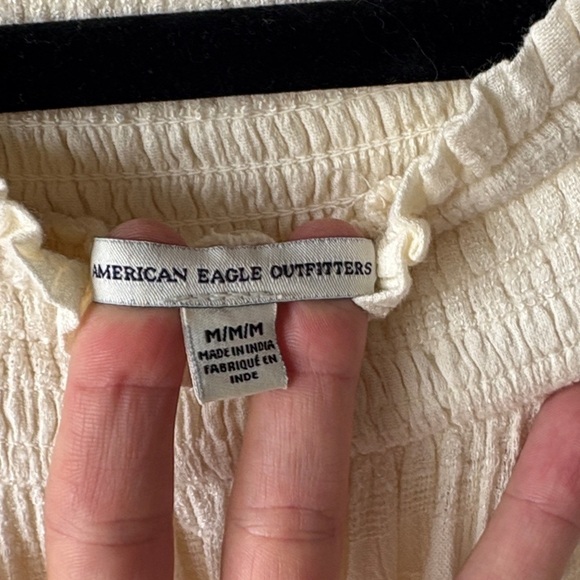 AMERICAN EAGLE OUTFITTERS
M/M/M
MADE IN INDIA
FABRIQUÉ EN
INDE